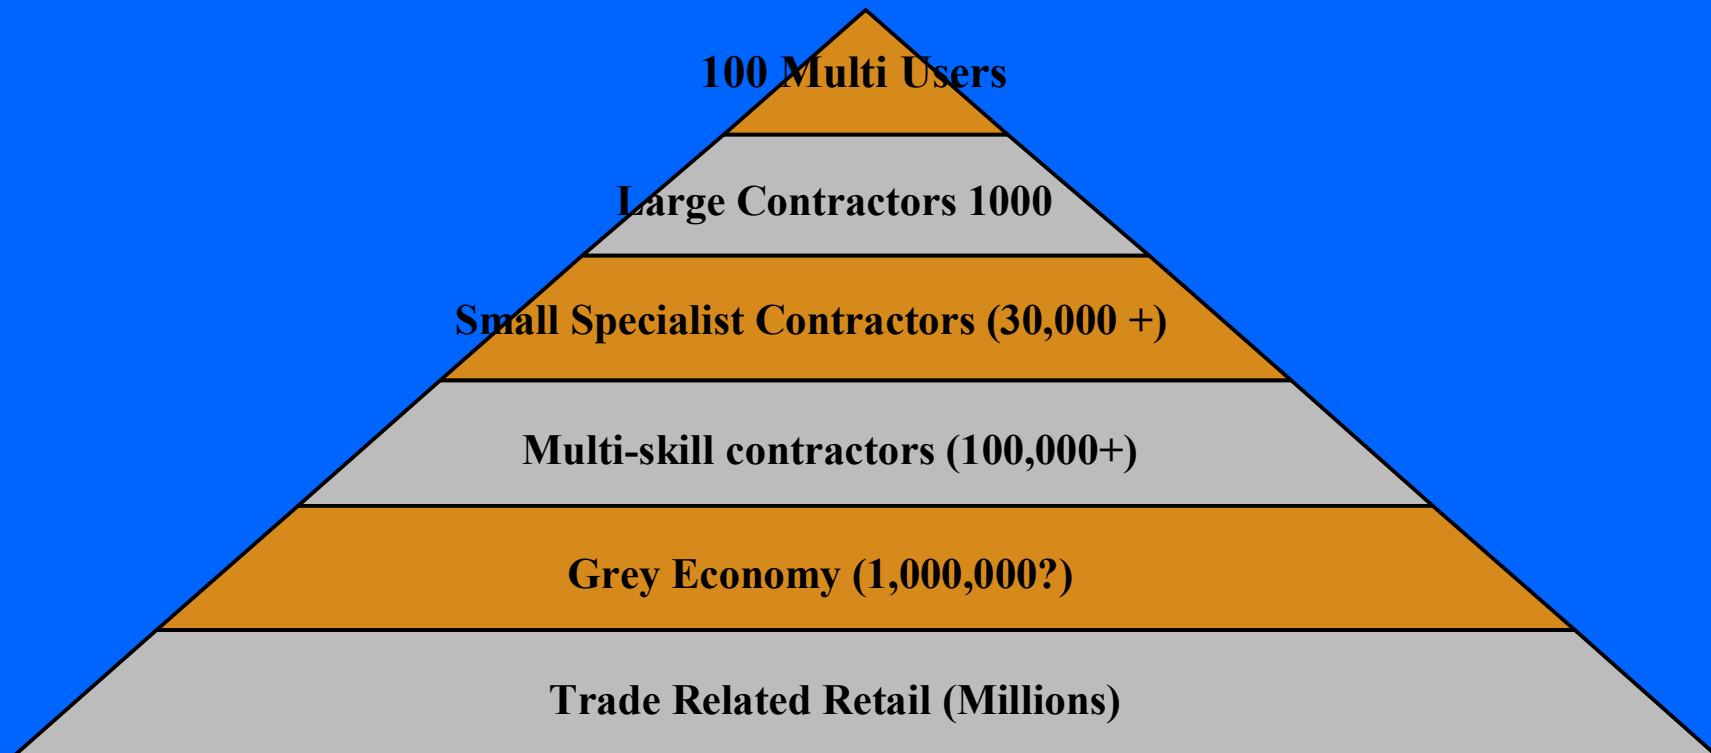 100 Multi Users
Large Contractors 1000
Small Specialist Contractors (30,000 +)
Multi-skill contractors (100,000+)
Grey Economy (1,000,000?)
Trade Related Retail (Millions)